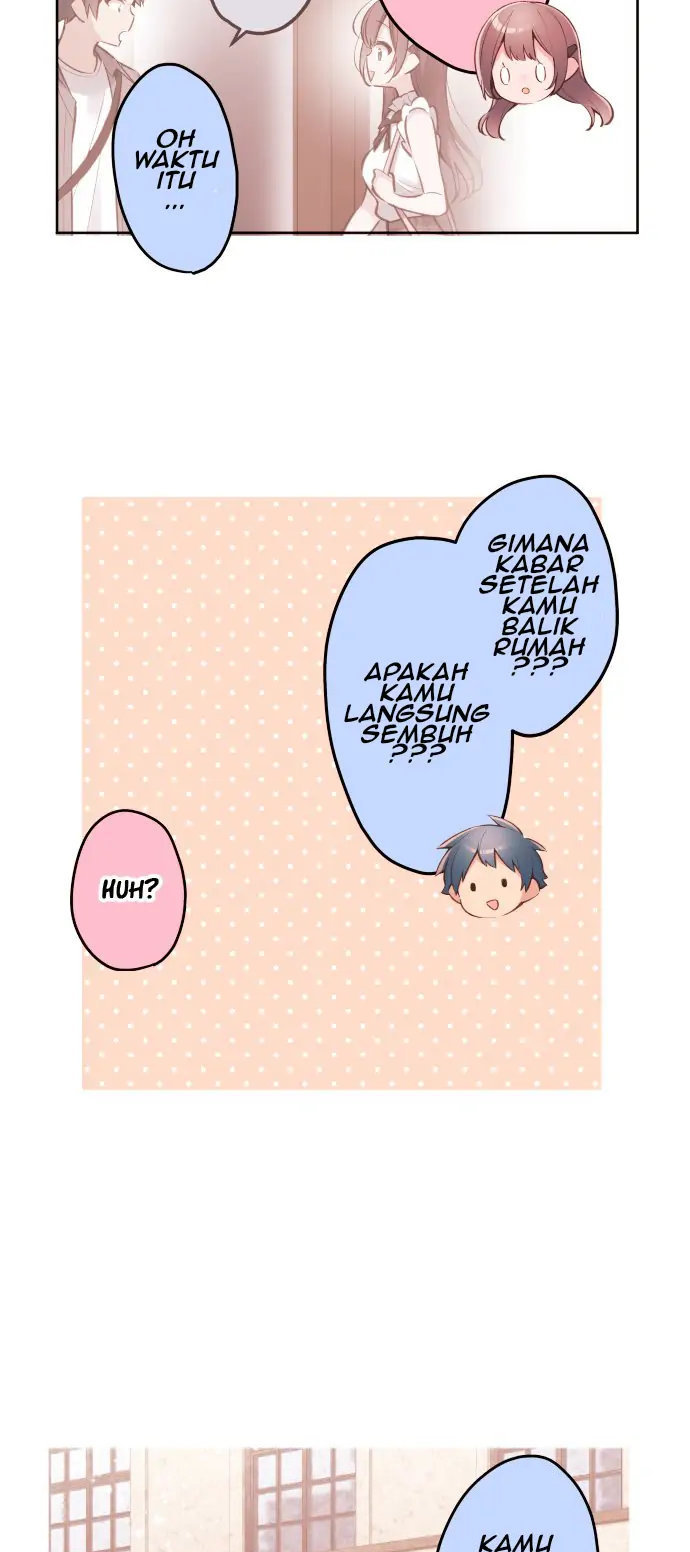 OH
WAKTU
ITU
...
GIMANA
KABAR
SETELAH
KAMU
BALIK
RUMAH
???
APAKAH
KAMU
LANGSUNG
SEMBUH
???
HUH?
KAMU